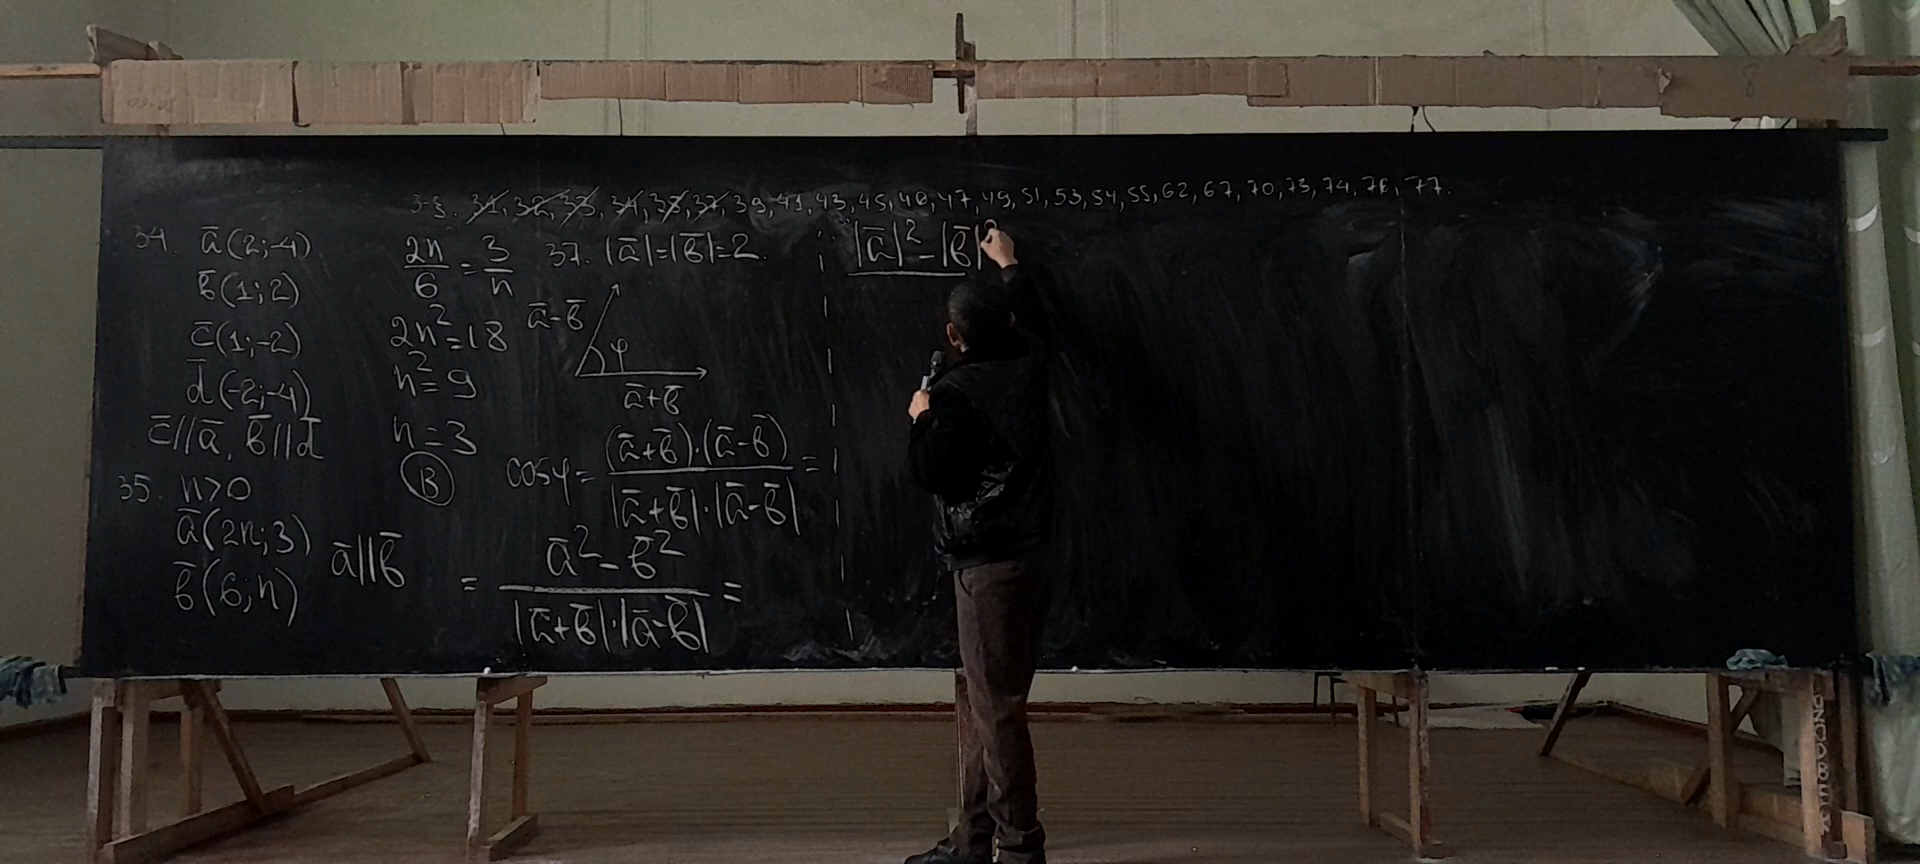 3-§. 31, 32, 33, 34, 35, 37, 39, 41, 43, 45, 46, 47, 49, 51, 53, 54, 55, 62, 67, 70, 73, 74, 76, 77.
34. a̅(2;-4)
b̅(1;2)
c̅(1;-2)
d̅(-2;-4)
c̅//a̅, b̅//d̅
35. n>0
a̅(2n;3)
b̅(6;n)
a̅||b̅
2n/6 = 3/n
2n²=18
n²=9
n=3
B
37. |a̅|=|b̅|=2.
a̅-b̅
φ
a̅+b̅
cosφ = (a̅+b̅)·(a̅-b̅) / |a̅+b̅|·|a̅-b̅| =
= a̅²-b̅² / |a̅+b̅|·|a̅-b̅| =
|a̅|²-|b̅|